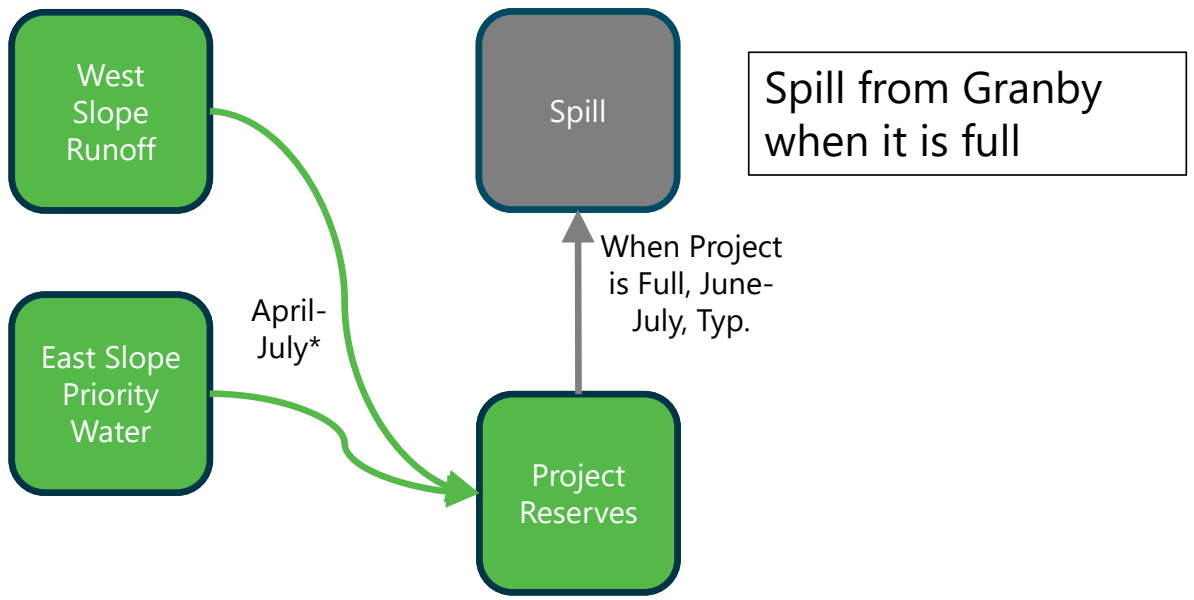 West
Slope
Runoff
Spill
Spill from Granby
when it is full
When Project
is Full, June-
July, Typ.
April-
July*
East Slope
Priority
Water
Project
Reserves